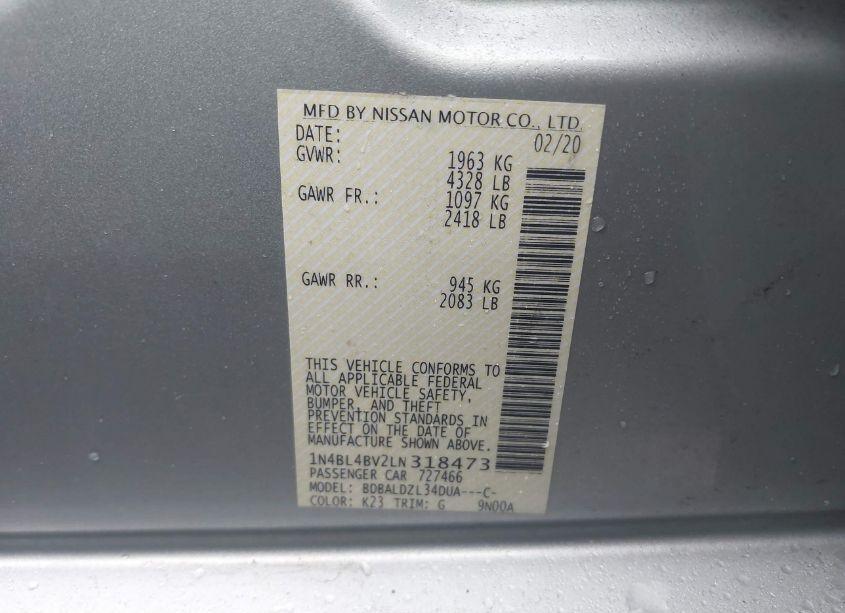 MFD BY NISSAN MOTOR CO., LTD.
DATE: 02/20
GVWR: 1963 KG
4328 LB
GAWR FR.: 1097 KG
2418 LB
GAWR RR.: 945 KG
2083 LB
THIS VEHICLE CONFORMS TO
ALL APPLICABLE FEDERAL
MOTOR VEHICLE SAFETY,
BUMPER, AND THEFT
PREVENTION STANDARDS IN
EFFECT ON THE DATE OF
MANUFACTURE SHOWN ABOVE.
1N4BL4BV2LN318473
PASSENGER CAR 727466
MODEL: BDBALDZL34DUA---C-
COLOR: K23 TRIM: G 9N00A